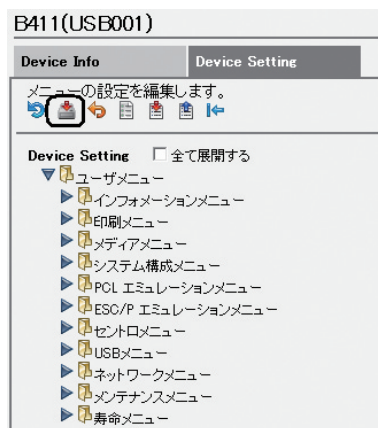 B411(USB001)
Device Info
Device Setting
メニューの設定を編集します。
Device Setting 全て展開する
ユーザメニュー
インフォメーションメニュー
印刷メニュー
メディアメニュー
システム構成メニュー
PCL エミュレーションメニュー
ESC/P エミュレーションメニュー
セントロメニュー
USBメニュー
ネットワークメニュー
メンテナンスメニュー
寿命メニュー